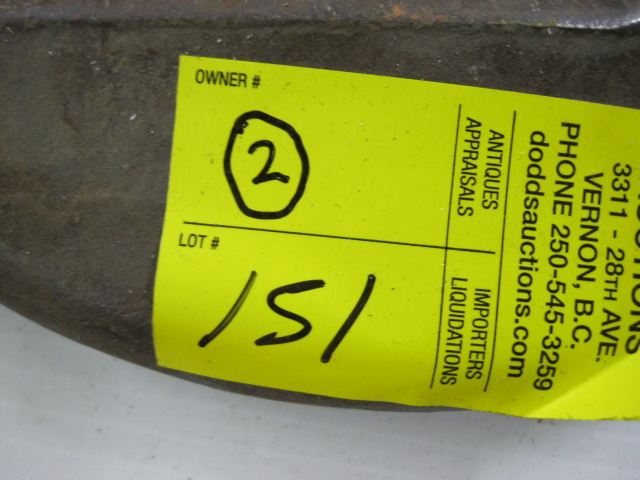 OWNER #
2
LOT #
151
ANTIQUES
APPRAISALS
IMPORTERS
LIQUIDATIONS
3311 - 28TH AVE.
VERNON, B.C.
PHONE 250-545-3259
doddsauctions.com